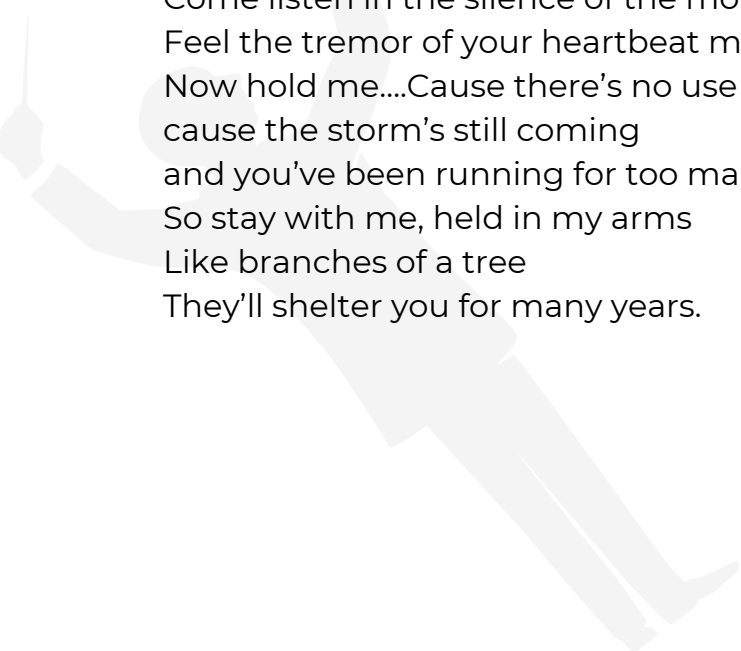 Come listen in the silence of the
Feel the tremor of your heartbeat
Now hold me....Cause there’s no use
cause the storm’s still coming
and you’ve been running for too
So stay with me, held in my arms
Like branches of a tree
They’ll shelter you for many years.